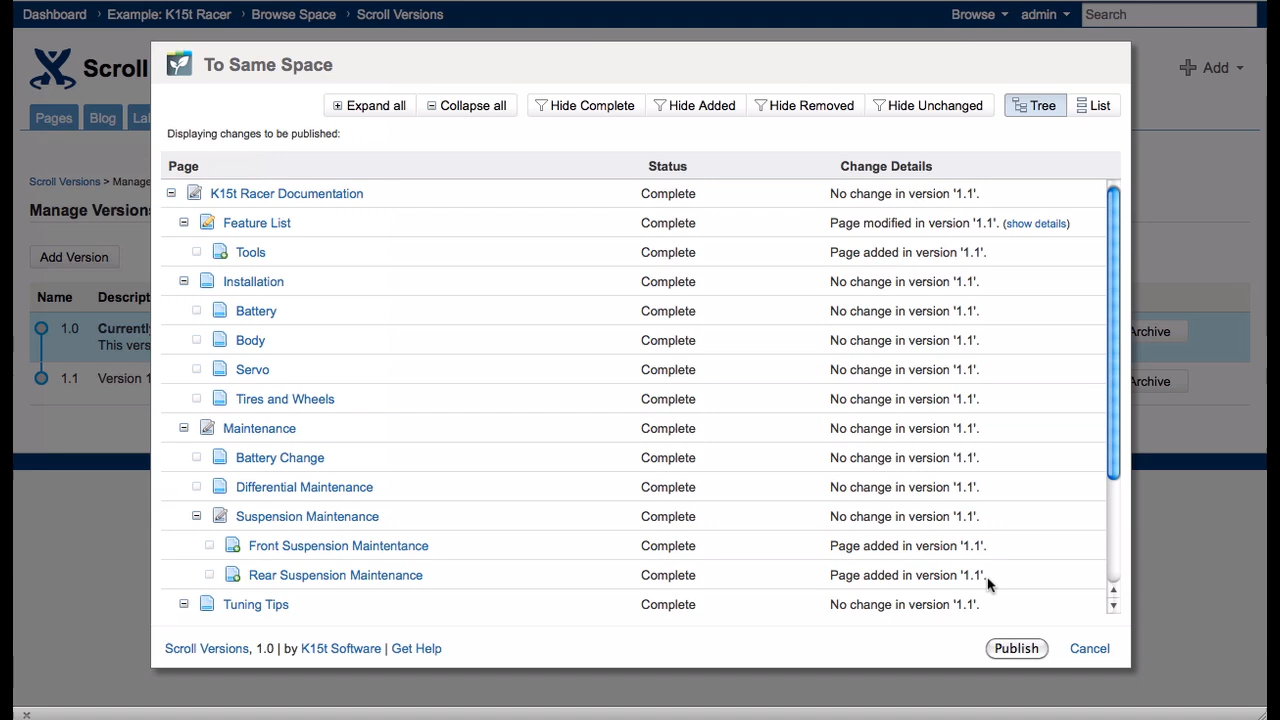 Dashboard › Example: K15t Racer › Browse Space › Scroll Versions Browse admin Search
Scroll
Add
Pages Blog Lal
Scroll Versions > Manage
Manage Versions
Add Version
Name Descript
1.0 Currently
This vers
Archive
1.1 Version 1
Archive
To Same Space
Expand all Collapse all Hide Complete Hide Added Hide Removed Hide Unchanged Tree List
Displaying changes to be published:
Page Status Change Details
K15t Racer Documentation Complete No change in version '1.1'.
Feature List Complete Page modified in version '1.1'. (show details)
Tools Complete Page added in version '1.1'.
Installation Complete No change in version '1.1'.
Battery Complete No change in version '1.1'.
Body Complete No change in version '1.1'.
Servo Complete No change in version '1.1'.
Tires and Wheels Complete No change in version '1.1'.
Maintenance Complete No change in version '1.1'.
Battery Change Complete No change in version '1.1'.
Differential Maintenance Complete No change in version '1.1'.
Suspension Maintenance Complete No change in version '1.1'.
Front Suspension Maintentance Complete Page added in version '1.1'.
Rear Suspension Maintenance Complete Page added in version '1.1'.
Tuning Tips Complete No change in version '1.1'.
Scroll Versions, 1.0 | by K15t Software | Get Help Publish Cancel